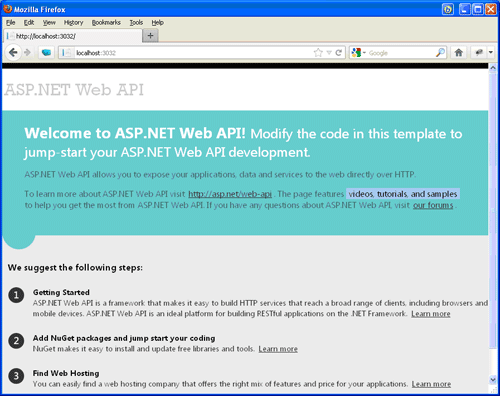 Mozilla Firefox
File Edit View History Bookmarks Tools Help
http://localhost:3032/
localhost:3032
Google
ASP.NET Web API
Welcome to ASP.NET Web API! Modify the code in this template to
jump-start your ASP.NET Web API development.
ASP.NET Web API allows you to expose your applications, data and services to the web directly over HTTP.
To learn more about ASP.NET Web API visit http://asp.net/web-api . The page features videos, tutorials, and samples
to help you get the most from ASP.NET Web API. If you have any questions about ASP.NET Web API, visit our forums .
We suggest the following steps:
1 Getting Started
ASP.NET Web API is a framework that makes it easy to build HTTP services that reach a broad range of clients, including browsers and
mobile devices. ASP.NET Web API is an ideal platform for building RESTful applications on the .NET Framework. Learn more
2 Add NuGet packages and jump start your coding
NuGet makes it easy to install and update free libraries and tools. Learn more
3 Find Web Hosting
You can easily find a web hosting company that offers the right mix of features and price for your applications. Learn more